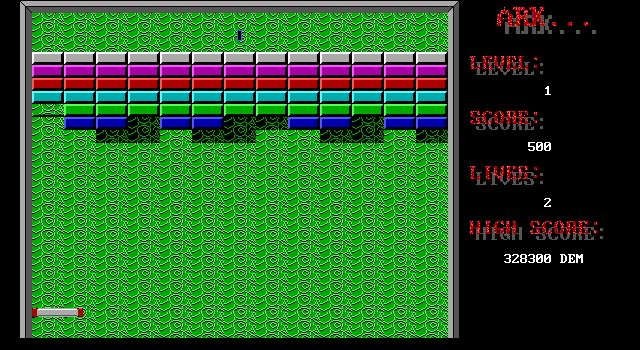 ARK...
LEVEL:
1
SCORE:
500
LIVES:
2
HIGH SCORE:
328300 DEM